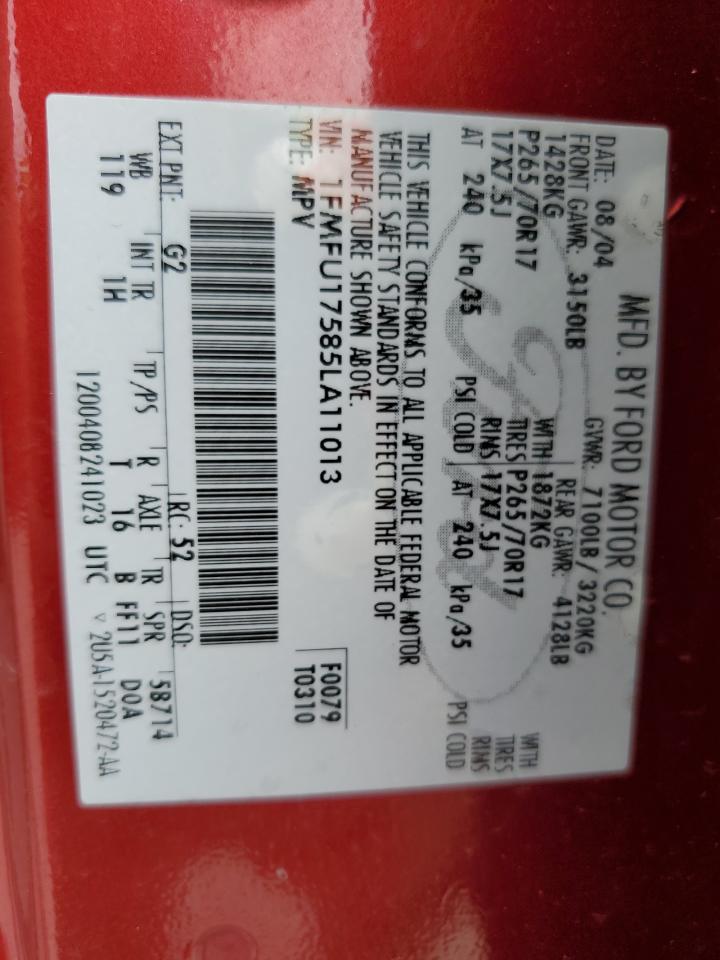 MFD. BY FORD MOTOR CO.
DATE: 08/04 GVWR: 7100LB/ 3220KG
FRONT GAWR: 3150LB REAR GAWR: 4128LB
1428KG WITH 1872KG WITH
P265/70R17 TIRES P265/70R17 TIRES
17X7.5J RIMS 17X7.5J RIMS
AT 240 kPa/35 PSI COLD AT 240 kPa/35 PSI COLD
THIS VEHICLE CONFORMS TO ALL APPLICABLE FEDERAL MOTOR
VEHICLE SAFETY STANDARDS IN EFFECT ON THE DATE OF
MANUFACTURE SHOWN ABOVE.
VIN: 1FMFU17585LA11013 F0079
TYPE: MPV T0310
EXT PNT: G2 RC: 52 DSO: 58714
WB INT TR TP/PS R AXLE TR SPR
119 1H T 16 B FF11 DOA
1200408241023 UTC ▽ 2U5A-1520472-AA